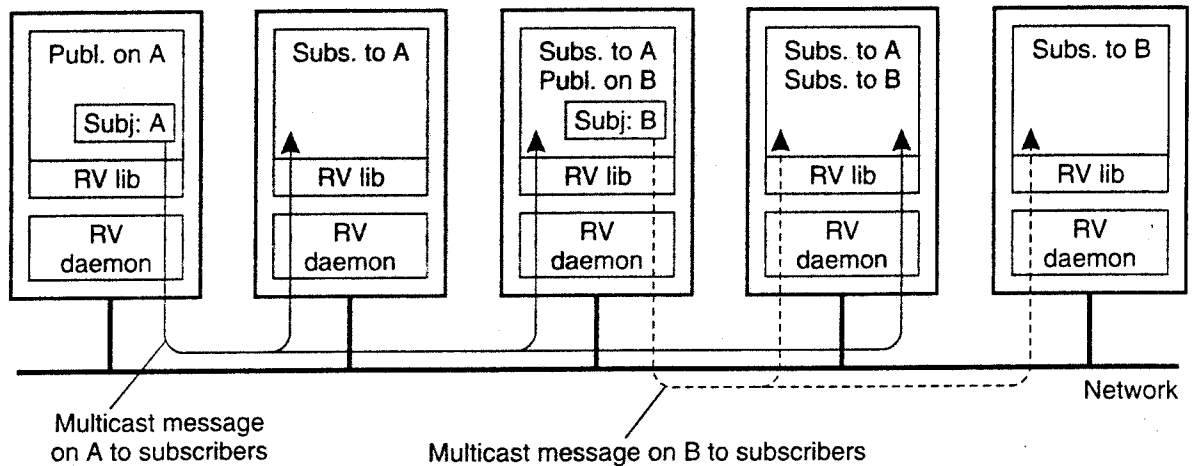 Publ. on A
Subj: A
RV lib
RV
daemon
Subs. to A
RV lib
RV
daemon
Subs. to A
Publ. on B
Subj: B
RV lib
RV
daemon
Subs. to A
Subs. to B
RV lib
RV
daemon
Subs. to B
RV lib
RV
daemon
Network
Multicast message
on A to subscribers
Multicast message on B to subscribers